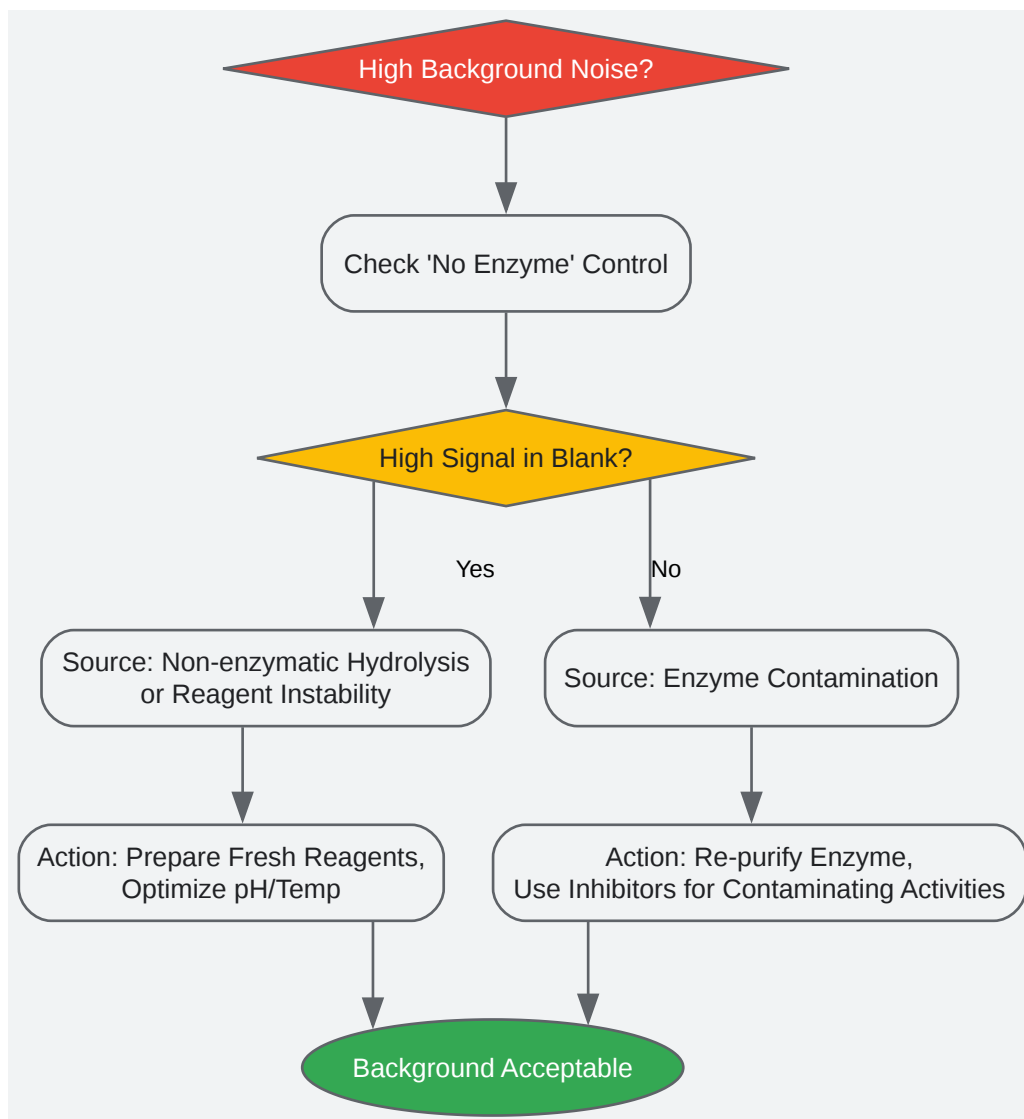 High Background Noise?
Check 'No Enzyme' Control
High Signal in Blank?
Yes
No
Source: Non-enzymatic Hydrolysis
or Reagent Instability
Source: Enzyme Contamination
Action: Prepare Fresh Reagents,
Optimize pH/Temp
Action: Re-purify Enzyme,
Use Inhibitors for Contaminating Activities
Background Acceptable